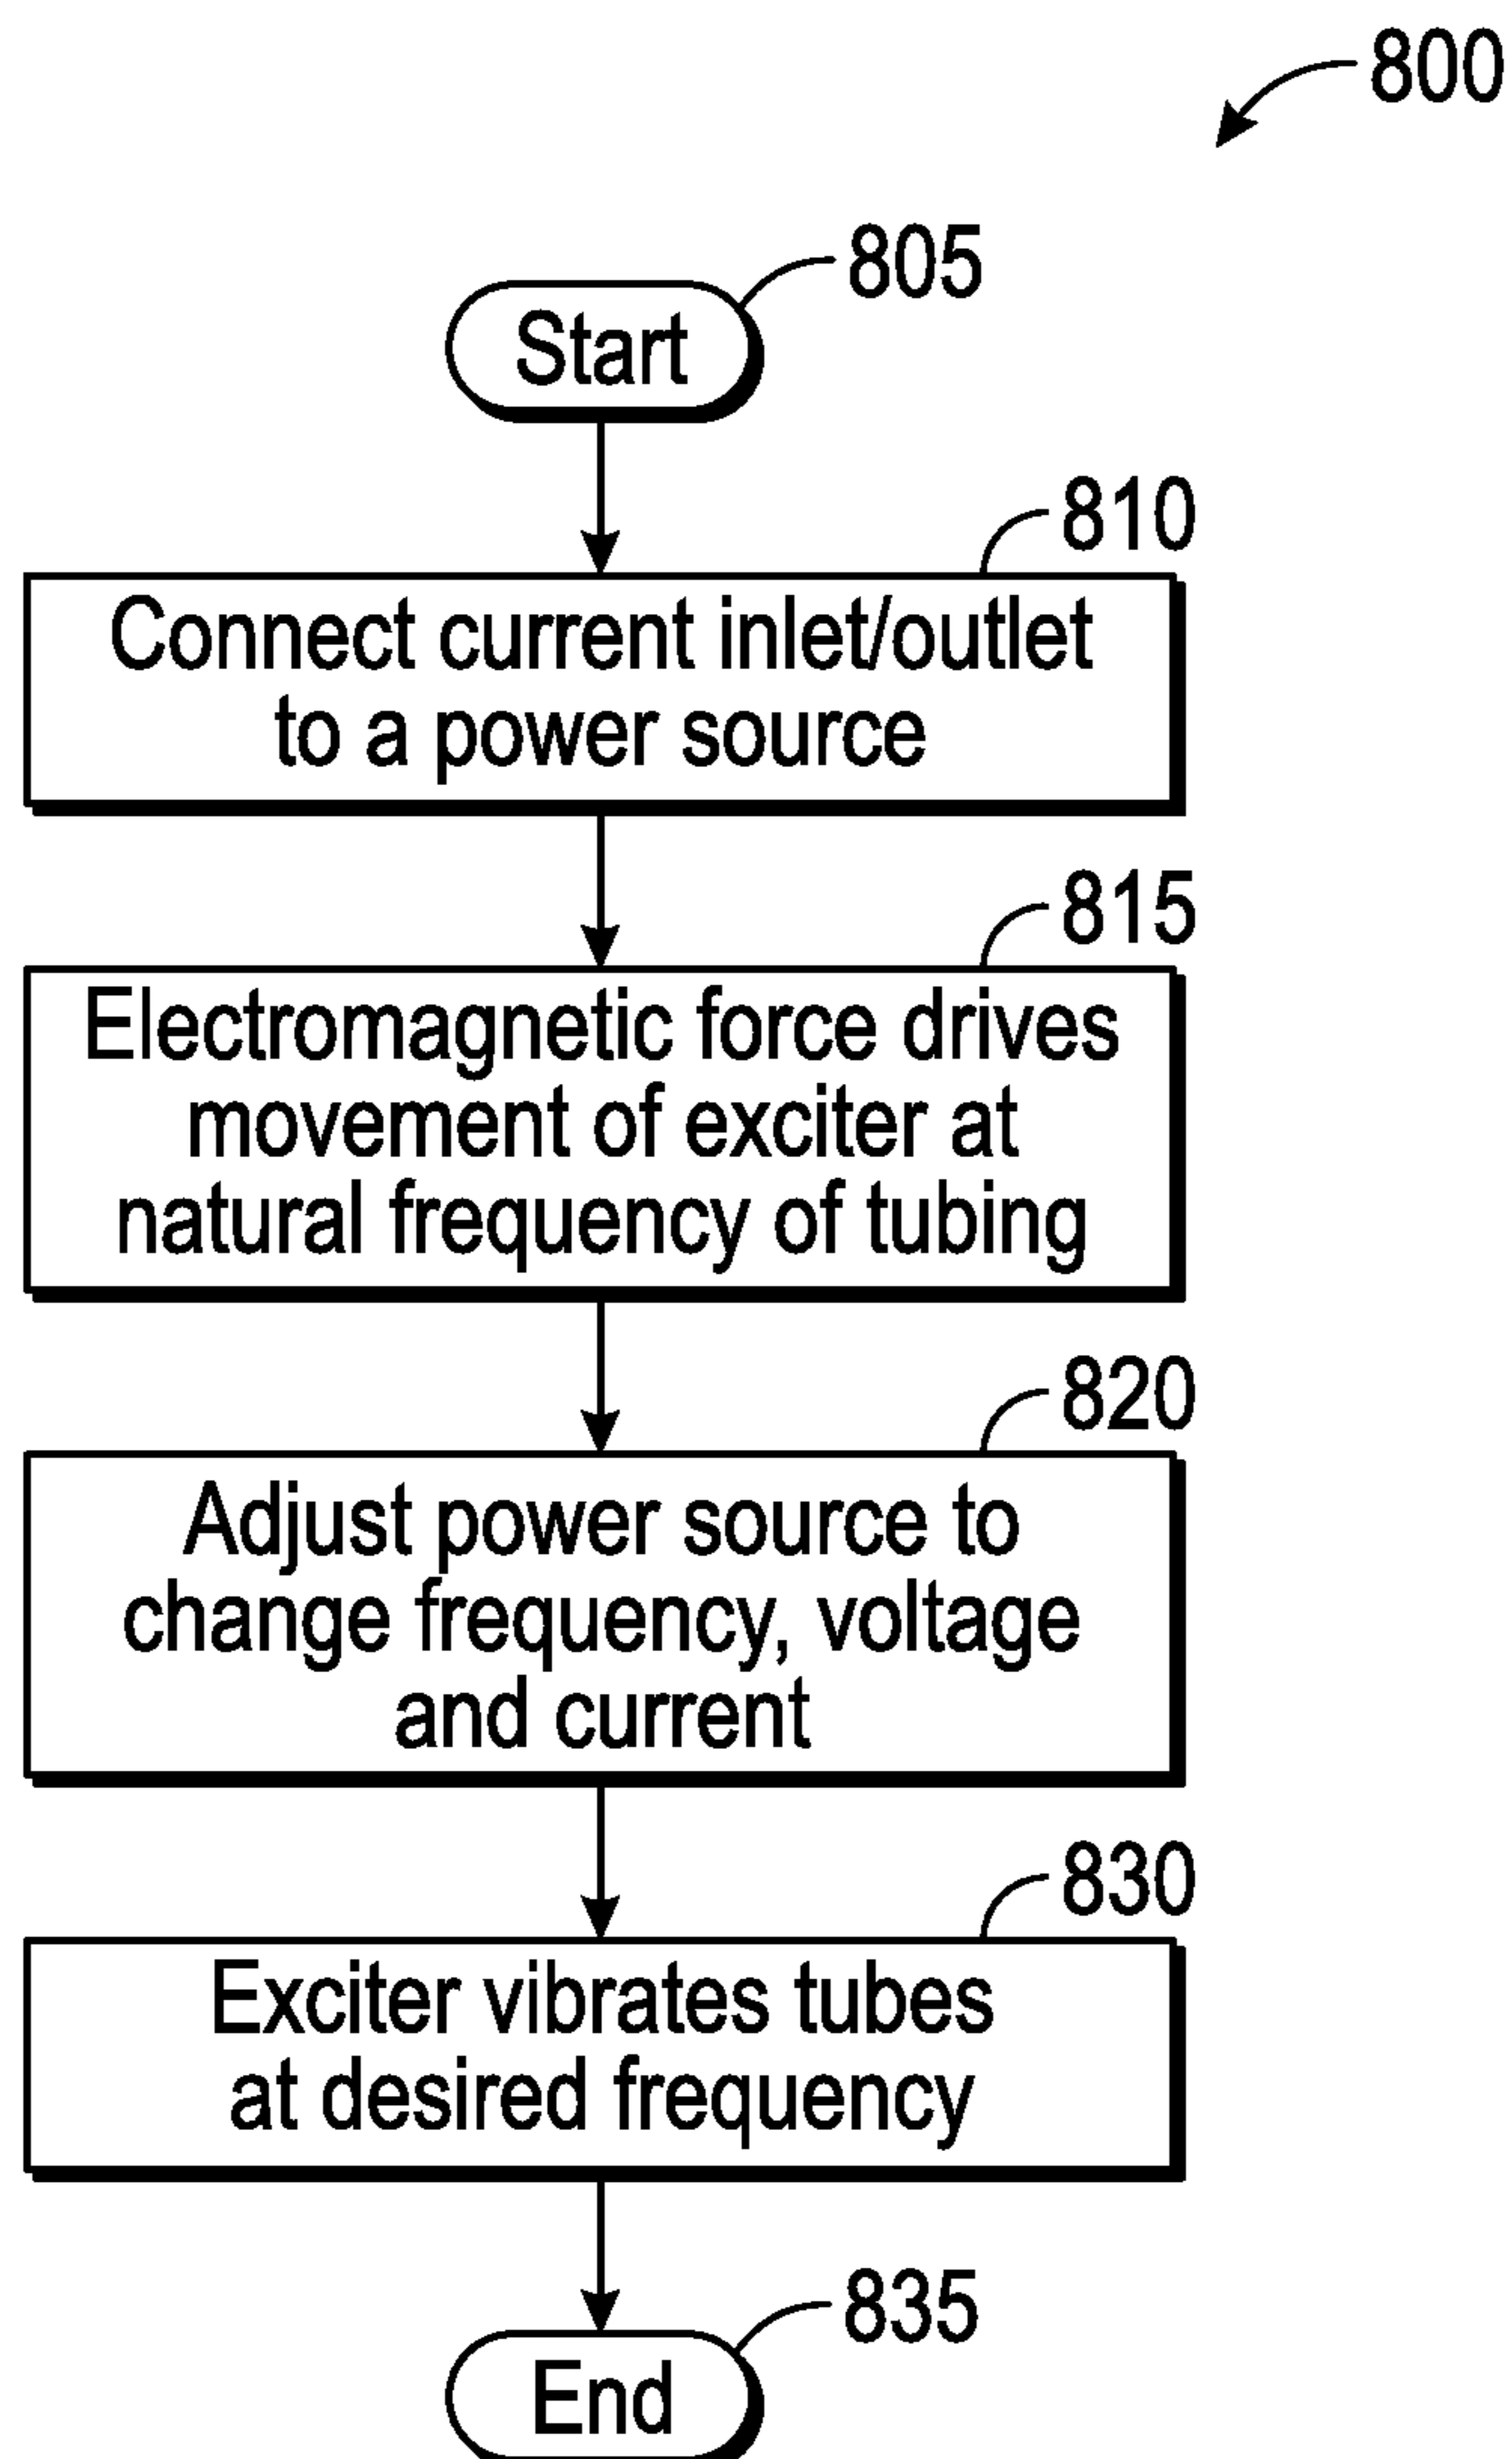 800
805
Start
810
Connect current inlet/outlet
to a power source
815
Electromagnetic force drives
movement of exciter at
natural frequency of tubing
820
Adjust power source to
change frequency, voltage
and current
830
Exciter vibrates tubes
at desired frequency
835
End